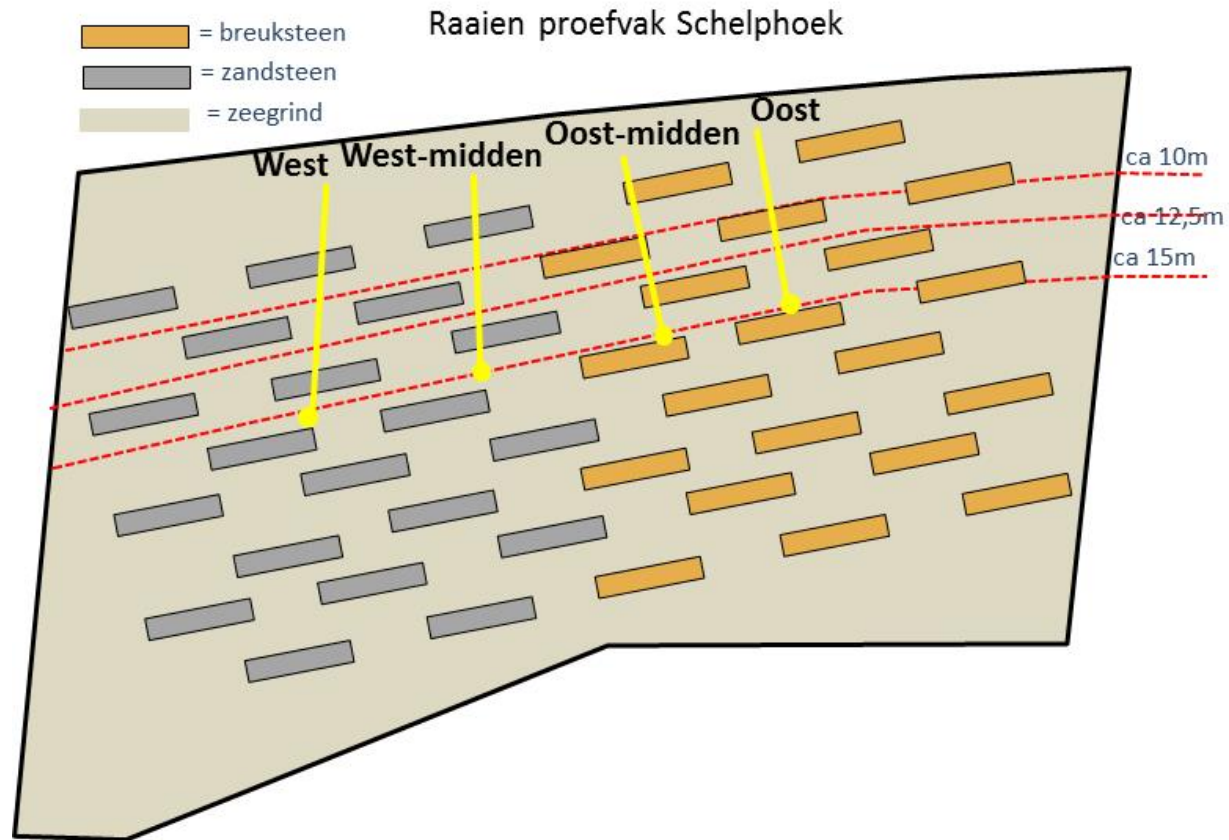 Raaien proefvak Schelphoek
= breuksteen
= zandsteen
= zeegrind
West
West-midden
Oost-midden
Oost
ca 10m
ca 12,5m
ca 15m